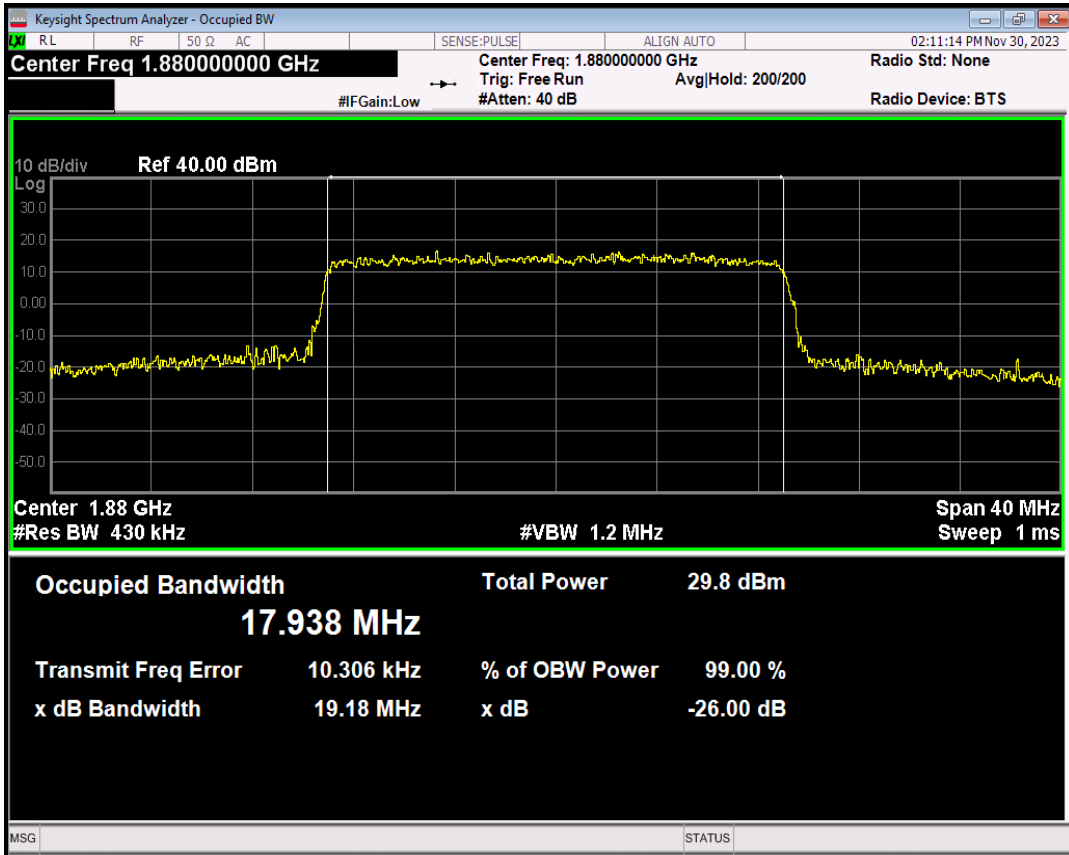 Keysight Spectrum Analyzer - Occupied BW
LXI RL RF 50 Ω AC SENSE:PULSE ALIGN AUTO 02:11:14 PM Nov 30, 2023
Center Freq 1.880000000 GHz
Center Freq: 1.880000000 GHz Radio Std: None
Trig: Free Run Avg|Hold: 200/200
#IFGain:Low #Atten: 40 dB Radio Device: BTS
10 dB/div Ref 40.00 dBm
Log
30.0
20.0
10.0
0.00
-10.0
-20.0
-30.0
-40.0
-50.0
Center 1.88 GHz Span 40 MHz
#Res BW 430 kHz #VBW 1.2 MHz Sweep 1 ms
Occupied Bandwidth Total Power 29.8 dBm
17.938 MHz
Transmit Freq Error 10.306 kHz % of OBW Power 99.00 %
x dB Bandwidth 19.18 MHz x dB -26.00 dB
MSG STATUS